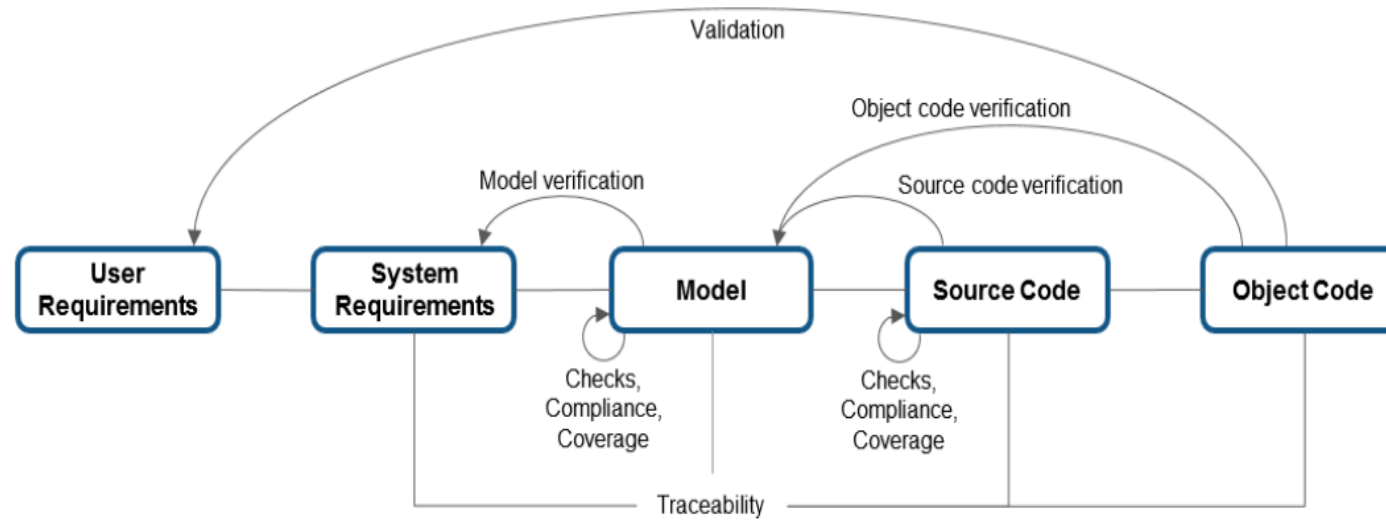 Validation
Object code verification
Model verification
Source code verification
User
Requirements
System
Requirements
Model
Source Code
Object Code
Checks,
Compliance,
Coverage
Checks,
Compliance,
Coverage
Traceability